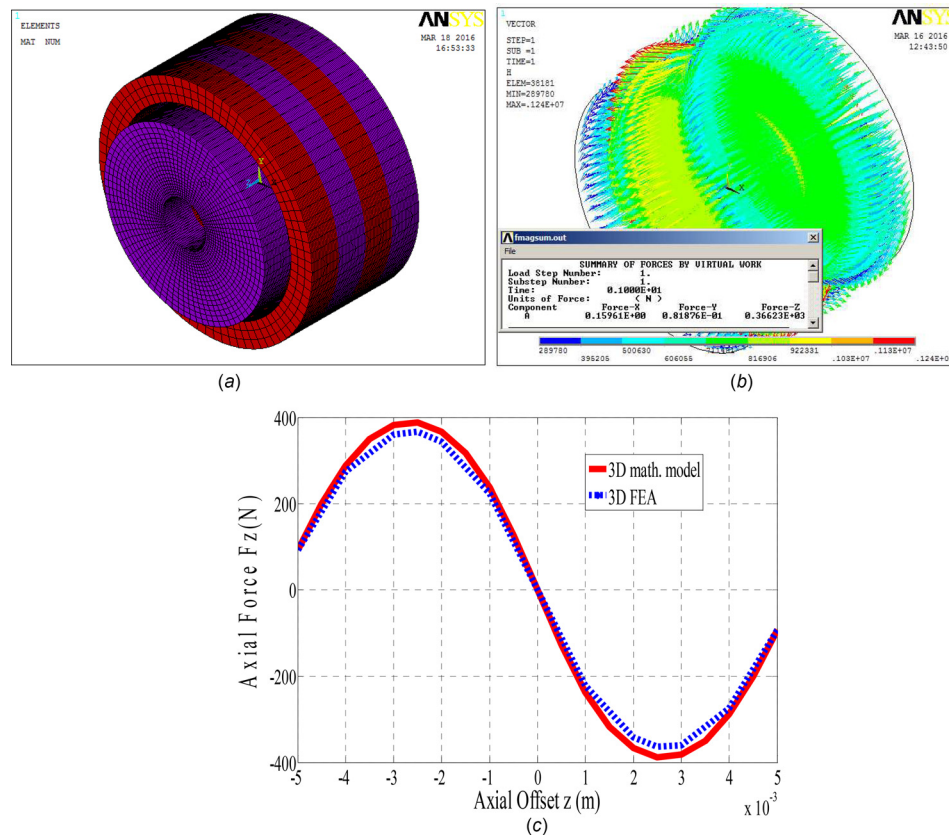 1
ELEMENTS
MAT NUM
ANSYS
MAR 18 2016
16:53:33
Y
Z
(a)
1
VECTOR
STEP=1
SUB =1
TIME=1
H
ELEM=38181
MIN=289780
MAX=.124E+07
ANSYS
MAR 16 2016
12:43:50
X
fmagsum.out
File
SUMMARY OF FORCES BY VIRTUAL WORK
Load Step Number: 1.
Substep Number: 1.
Time: 0.1000E+01
Units of Force: ( N )
Component Force-X Force-Y Force-Z
A 0.15961E+00 0.81876E-01 0.36623E+03
289780 500630 922331 .113E+07
395205 606055 816906 .103E+07 .124E+0
(b)
400
200
0
-200
-400
Axial Force Fz(N)
3D math. model
3D FEA
-5 -4 -3 -2 -1 0 1 2 3 4 5
Axial Offset z (m)
x 10⁻³
(c)